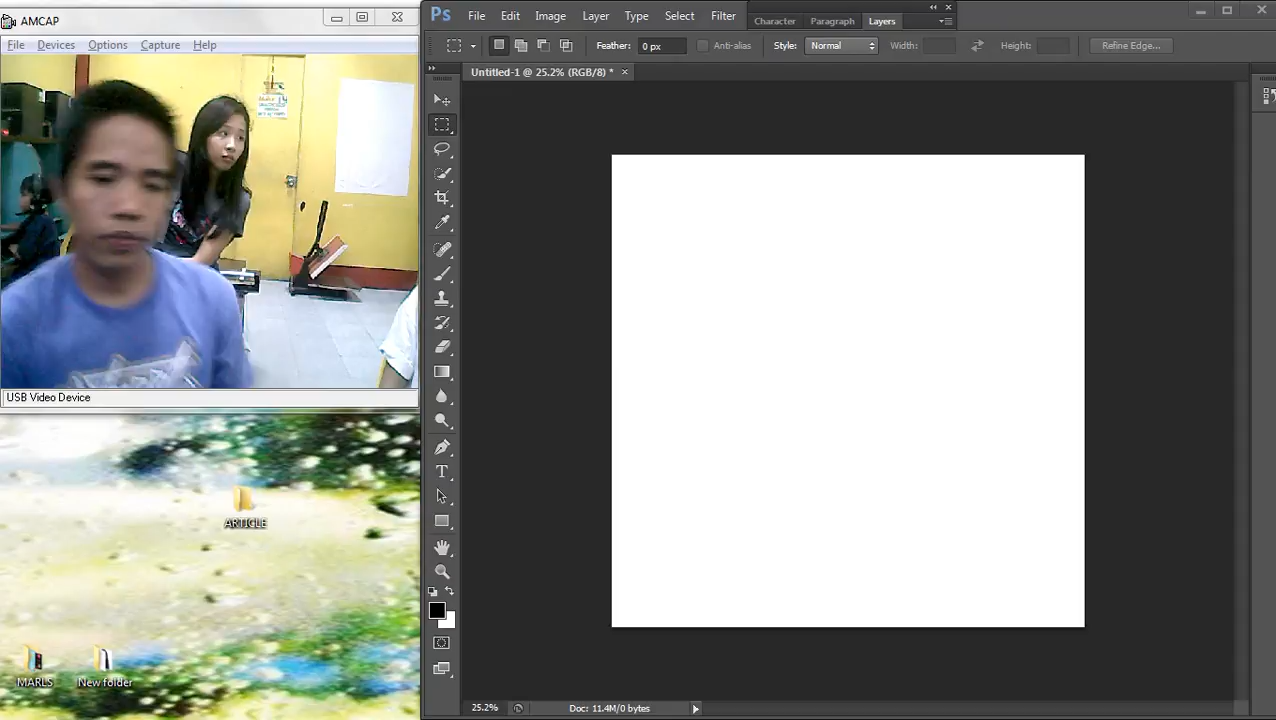 AMCAP
File Devices Options Capture Help
USB Video Device
ARTICLE
MARLS
New folder
Ps File Edit Image Layer Type Select Filter
Character Paragraph Layers
Feather: 0 px Anti-alias Style: Normal Width: Height: Refine Edge...
Untitled-1 @ 25.2% (RGB/8) *
T
25.2% Doc: 11.4M/0 bytes